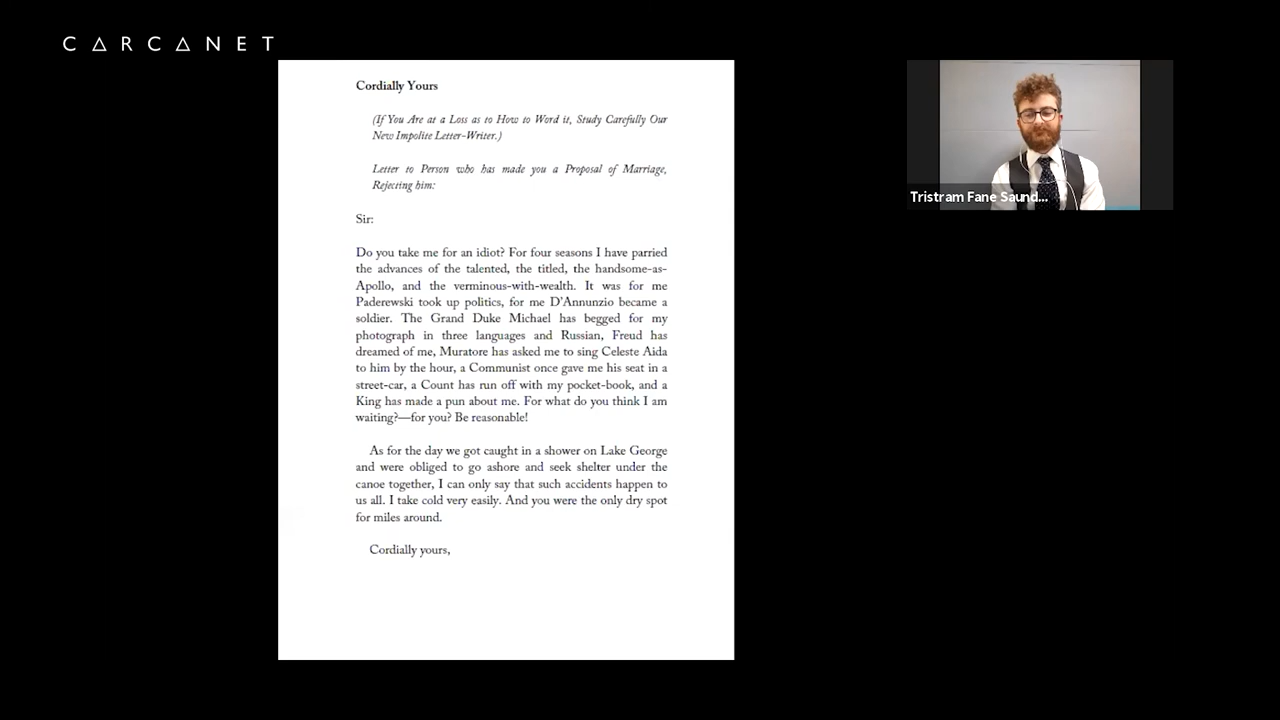 CARCANET
Cordially Yours
(If You Are at a Loss as to How to Word it, Study Carefully Our
New Impolite Letter-Writer.)
Letter to Person who has made you a Proposal of Marriage,
Rejecting him:
Sir:
Do you take me for an idiot? For four seasons I have parried
the advances of the talented, the titled, the handsome-as-
Apollo, and the verminous-with-wealth. It was for me
Paderewski took up politics, for me D'Annunzio became a
soldier. The Grand Duke Michael has begged for my
photograph in three languages and Russian, Freud has
dreamed of me, Muratore has asked me to sing Celeste Aida
to him by the hour, a Communist once gave me his seat in a
street-car, a Count has run off with my pocket-book, and a
King has made a pun about me. For what do you think I am
waiting?—for you? Be reasonable!
As for the day we got caught in a shower on Lake George
and were obliged to go ashore and seek shelter under the
canoe together, I can only say that such accidents happen to
us all. I take cold very easily. And you were the only dry spot
for miles around.
Cordially yours,
Tristram Fane Saund...